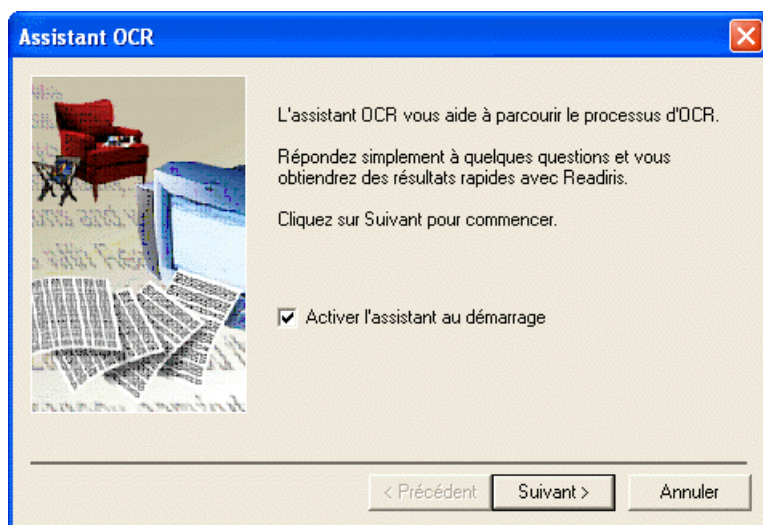 Assistant OCR
L'assistant OCR vous aide à parcourir le processus d'OCR.
Répondez simplement à quelques questions et vous
obtiendrez des résultats rapides avec Readiris.
Cliquez sur Suivant pour commencer.
Activer l'assistant au démarrage
< Précédent
Suivant >
Annuler